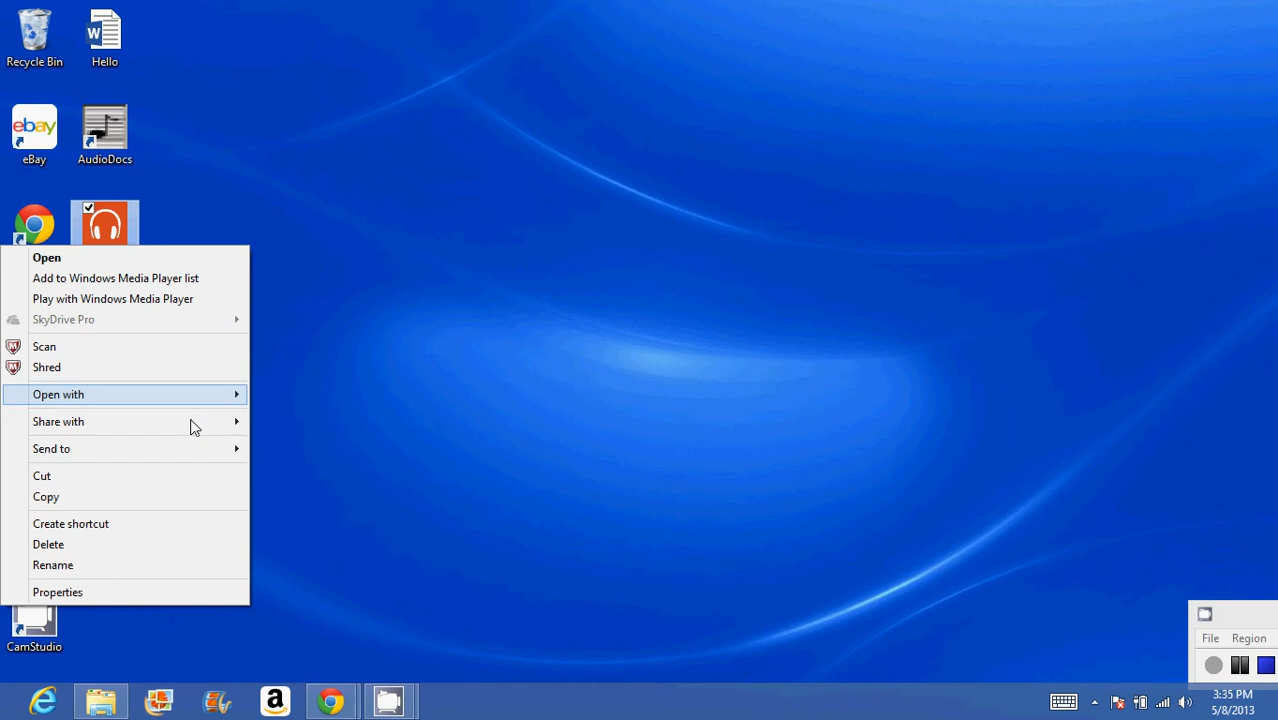 Recycle Bin
Hello
ebay
eBay
AudioDocs
Open
Add to Windows Media Player list
Play with Windows Media Player
SkyDrive Pro
Scan
Shred
Open with
Share with
Send to
Cut
Copy
Create shortcut
Delete
Rename
Properties
CamStudio
File Region
3:35 PM
5/8/2013